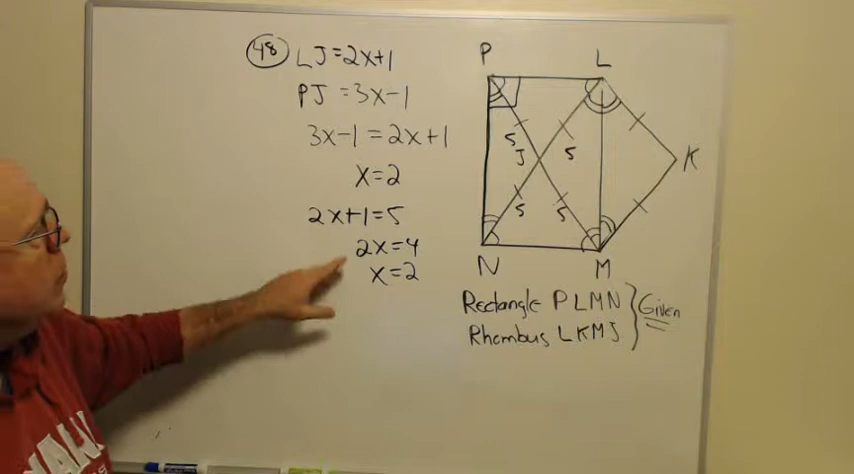 48 LJ=2x+1
PJ=3x-1
3x-1=2x+1
x=2
2x+1=5
2x=4
x=2
P L
5 J 5 K
5 5
N M
Rectangle PLMN } Given
Rhombus LKMJ